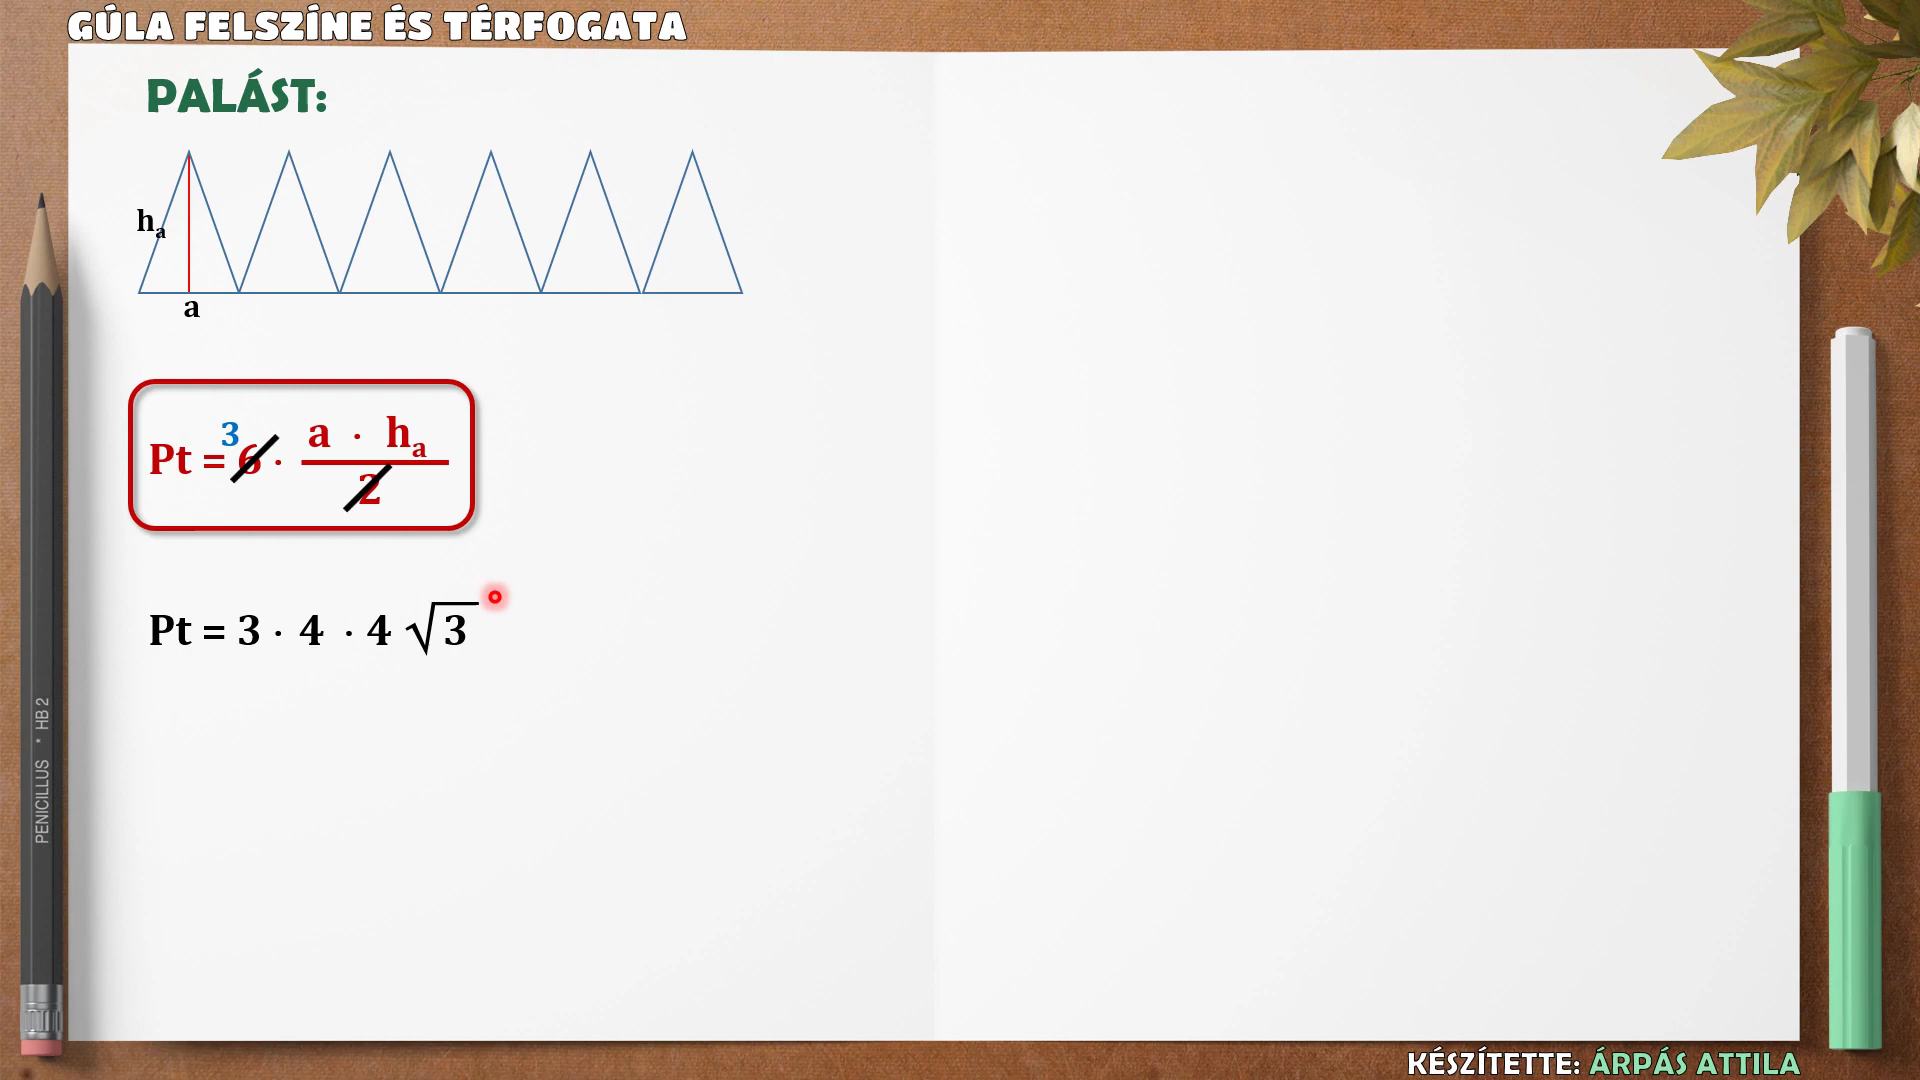 GÚLA FELSZÍNE ÉS TÉRFOGATA
PALÁST:
hₐ
a
Pt = 3 6 · a · hₐ / 2
Pt = 3 · 4 · 4 √3
PENICILLUS * HB 2
KÉSZÍTETTE: ÁRPÁS ATTILA